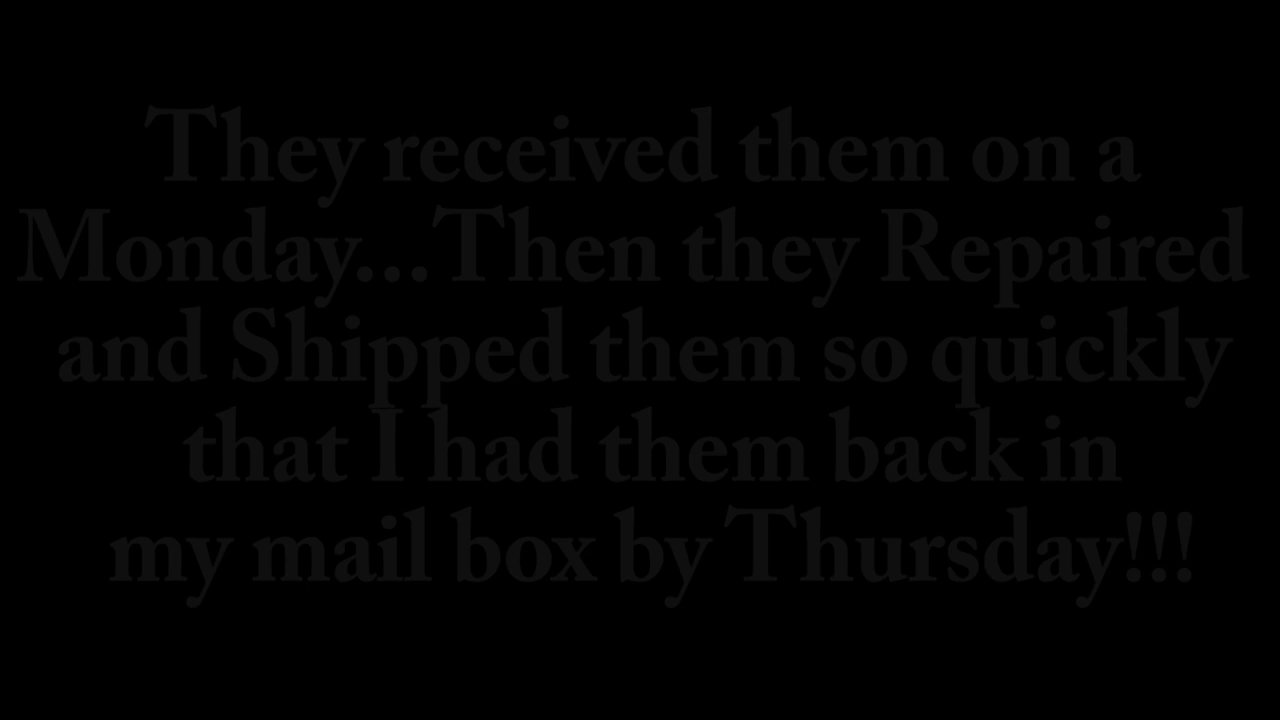 They received them on a
Monday...Then they Repaired
and Shipped them so quickly
that I had them back in
my mail box by Thursday!!!